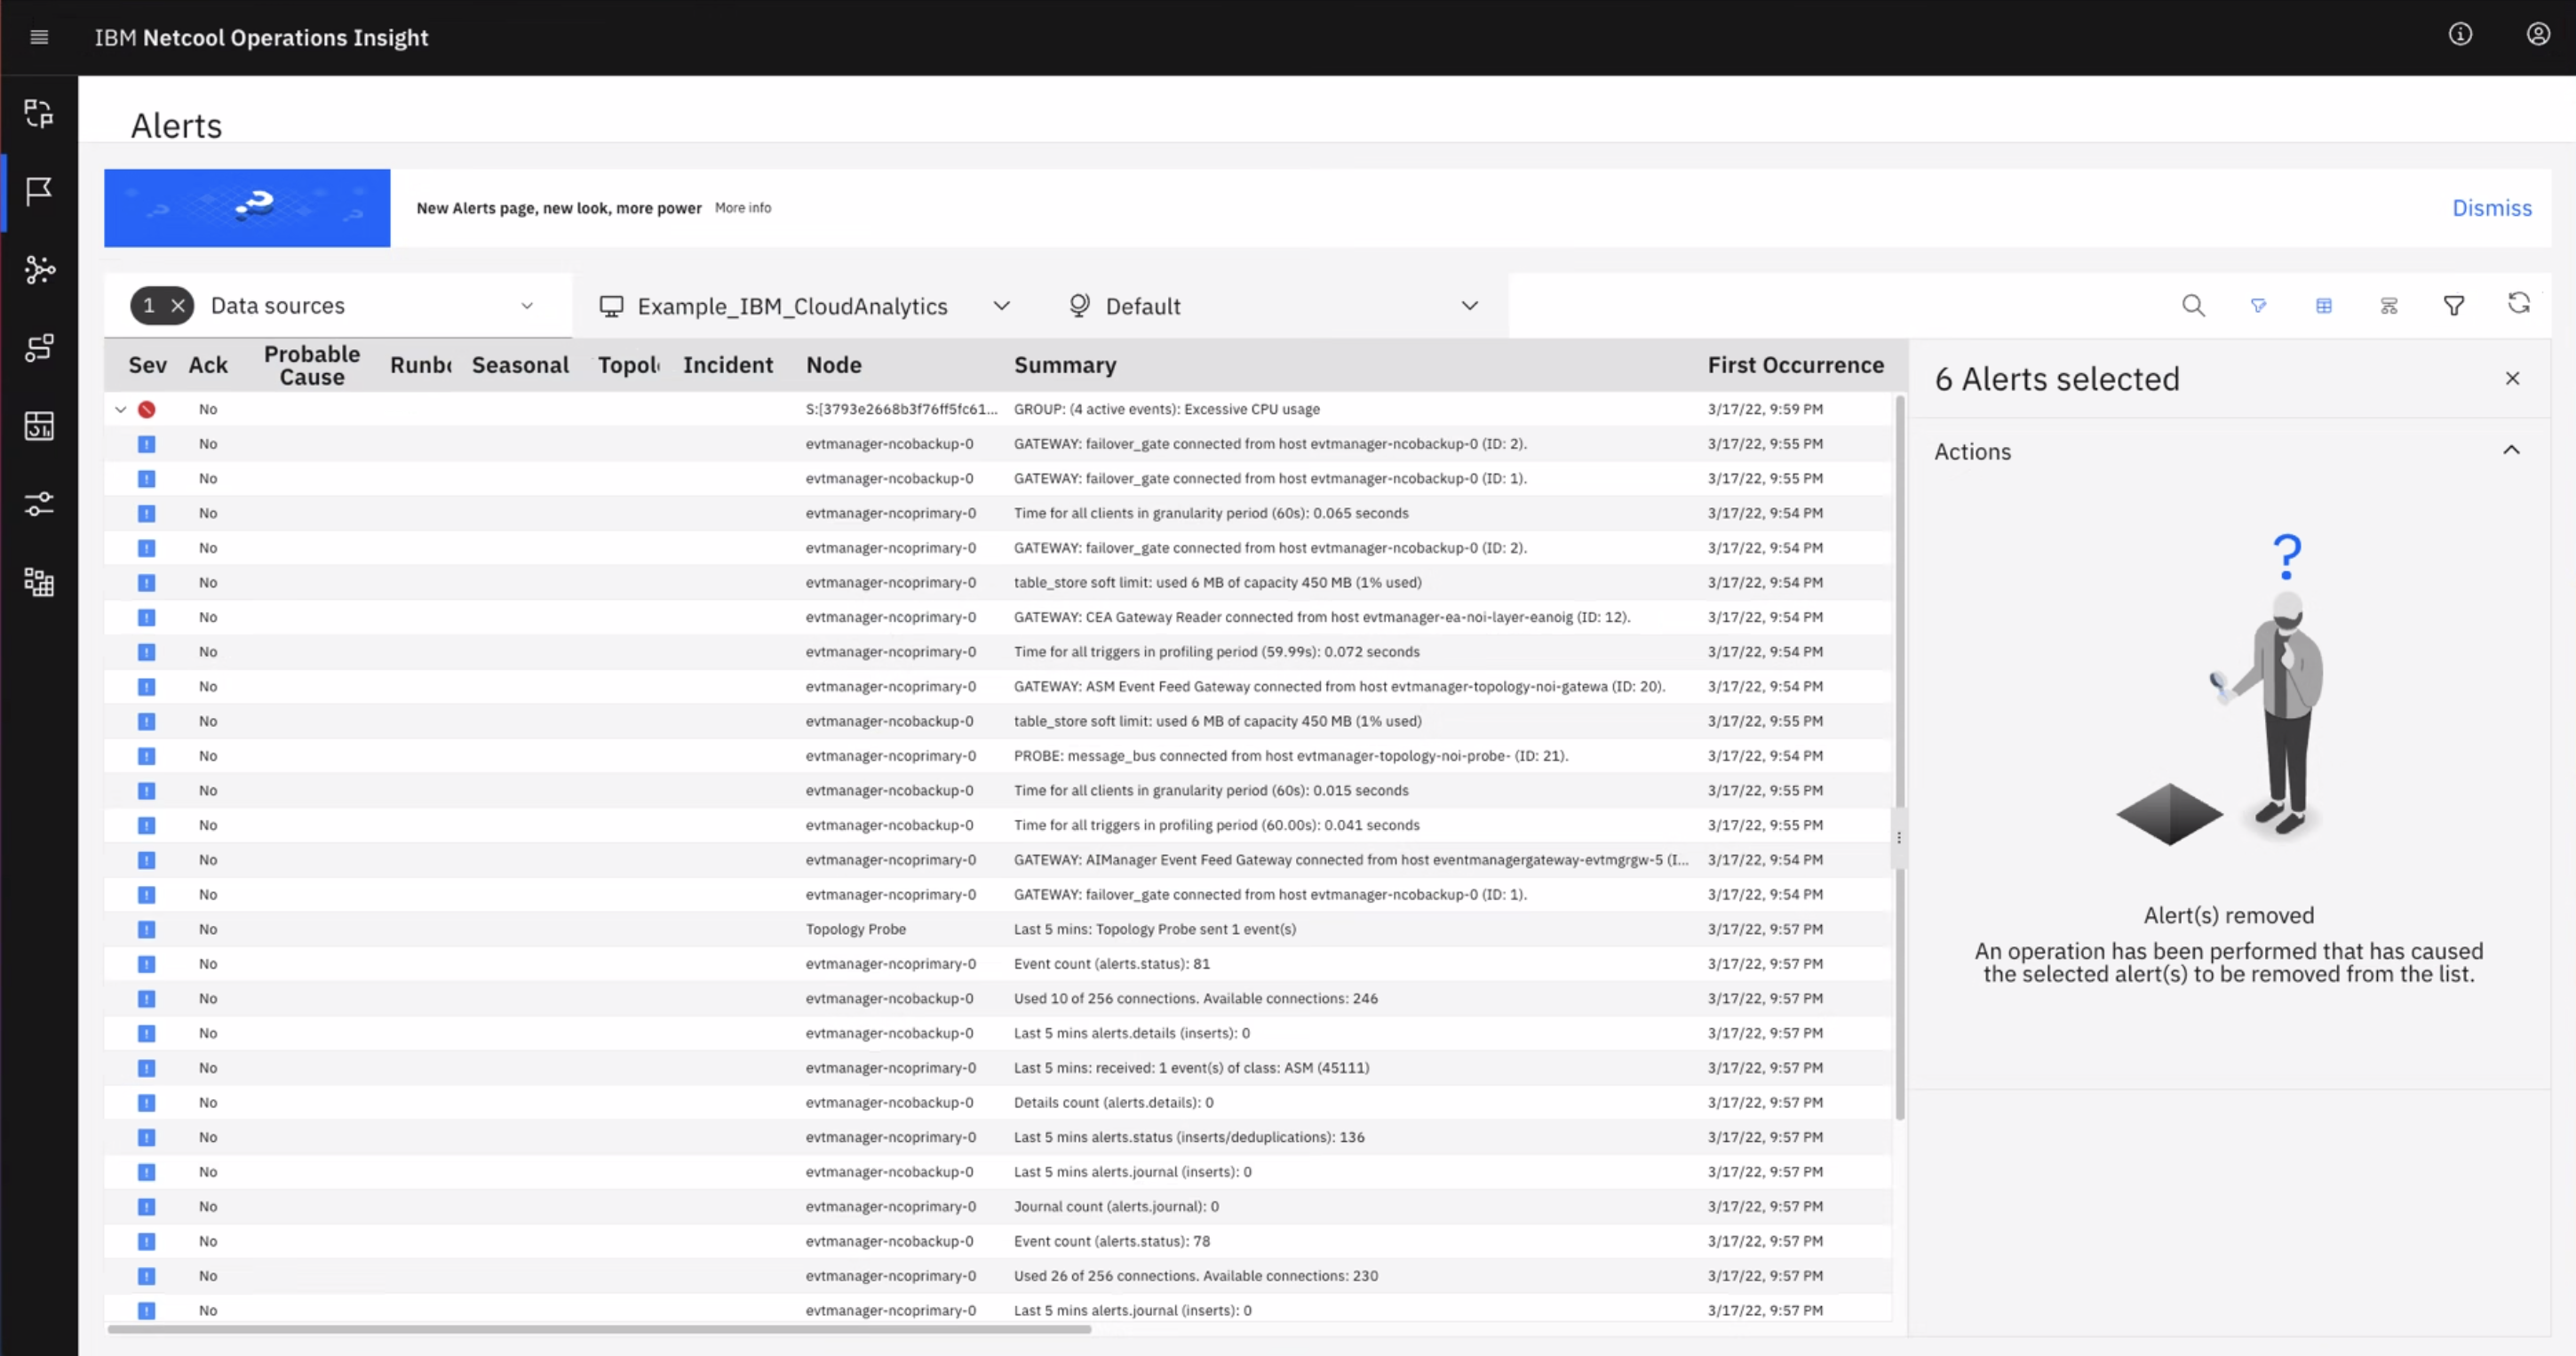 IBM Netcool Operations Insight
Alerts
New Alerts page, new look, more power More info
Dismiss
1 Data sources Example_IBM_CloudAnalytics Default
Sev Ack Probable Cause Runb Seasonal Topol Incident Node Summary First Occurrence
No S:[3793e2668b3f76ff5fc61... GROUP: (4 active events): Excessive CPU usage 3/17/22, 9:59 PM
No evtmanager-ncobackup-0 GATEWAY: failover_gate connected from host evtmanager-ncobackup-0 (ID: 2). 3/17/22, 9:55 PM
No evtmanager-ncobackup-0 GATEWAY: failover_gate connected from host evtmanager-ncobackup-0 (ID: 1). 3/17/22, 9:55 PM
No evtmanager-ncoprimary-0 Time for all clients in granularity period (60s): 0.065 seconds 3/17/22, 9:54 PM
No evtmanager-ncoprimary-0 GATEWAY: failover_gate connected from host evtmanager-ncobackup-0 (ID: 2). 3/17/22, 9:54 PM
No evtmanager-ncoprimary-0 table_store soft limit: used 6 MB of capacity 450 MB (1% used) 3/17/22, 9:54 PM
No evtmanager-ncoprimary-0 GATEWAY: CEA Gateway Reader connected from host evtmanager-ea-noi-layer-eanoig (ID: 12). 3/17/22, 9:54 PM
No evtmanager-ncoprimary-0 Time for all triggers in profiling period (59.99s): 0.072 seconds 3/17/22, 9:54 PM
No evtmanager-ncoprimary-0 GATEWAY: ASM Event Feed Gateway connected from host evtmanager-topology-noi-gatewa (ID: 20). 3/17/22, 9:54 PM
No evtmanager-ncobackup-0 table_store soft limit: used 6 MB of capacity 450 MB (1% used) 3/17/22, 9:55 PM
No evtmanager-ncoprimary-0 PROBE: message_bus connected from host evtmanager-topology-noi-probe- (ID: 21). 3/17/22, 9:54 PM
No evtmanager-ncobackup-0 Time for all clients in granularity period (60s): 0.015 seconds 3/17/22, 9:55 PM
No evtmanager-ncobackup-0 Time for all triggers in profiling period (60.00s): 0.041 seconds 3/17/22, 9:55 PM
No evtmanager-ncoprimary-0 GATEWAY: AIManager Event Feed Gateway connected from host eventmanagergateway-evtmgrgw-5 (I... 3/17/22, 9:54 PM
No evtmanager-ncoprimary-0 GATEWAY: failover_gate connected from host evtmanager-ncobackup-0 (ID: 1). 3/17/22, 9:54 PM
No Topology Probe Last 5 mins: Topology Probe sent 1 event(s) 3/17/22, 9:57 PM
No evtmanager-ncoprimary-0 Event count (alerts.status): 81 3/17/22, 9:57 PM
No evtmanager-ncobackup-0 Used 10 of 256 connections. Available connections: 246 3/17/22, 9:57 PM
No evtmanager-ncobackup-0 Last 5 mins alerts.details (inserts): 0 3/17/22, 9:57 PM
No evtmanager-ncoprimary-0 Last 5 mins: received: 1 event(s) of class: ASM (45111) 3/17/22, 9:57 PM
No evtmanager-ncobackup-0 Details count (alerts.details): 0 3/17/22, 9:57 PM
No evtmanager-ncoprimary-0 Last 5 mins alerts.status (inserts/deduplications): 136 3/17/22, 9:57 PM
No evtmanager-ncobackup-0 Last 5 mins alerts.journal (inserts): 0 3/17/22, 9:57 PM
No evtmanager-ncoprimary-0 Journal count (alerts.journal): 0 3/17/22, 9:57 PM
No evtmanager-ncobackup-0 Event count (alerts.status): 78 3/17/22, 9:57 PM
No evtmanager-ncoprimary-0 Used 26 of 256 connections. Available connections: 230 3/17/22, 9:57 PM
No evtmanager-ncoprimary-0 Last 5 mins alerts.journal (inserts): 0 3/17/22, 9:57 PM
6 Alerts selected
Actions
?
Alert(s) removed
An operation has been performed that has caused
the selected alert(s) to be removed from the list.